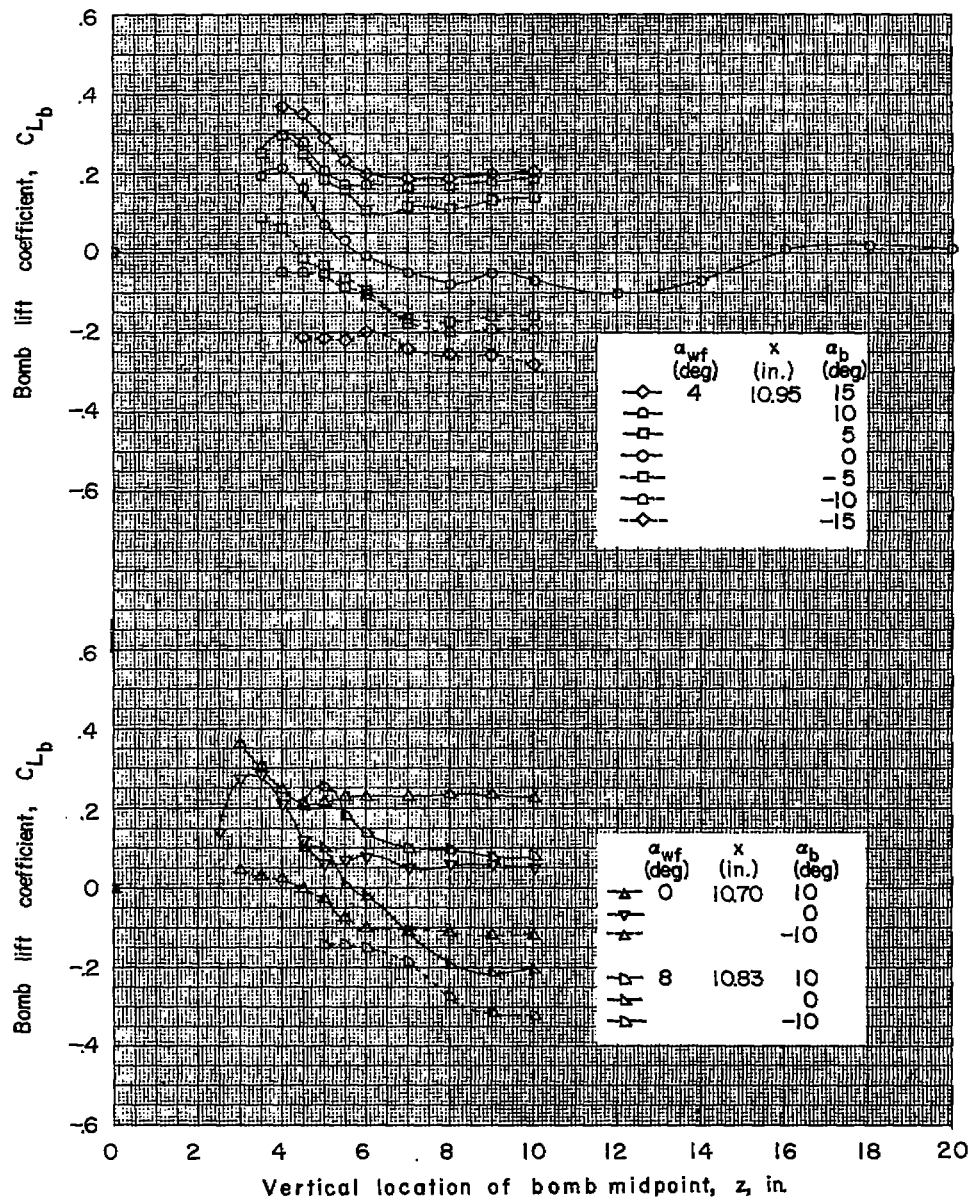 .6
.4
.2
0
-.2
-.4
-.6
Bomb lift coefficient, C_L_b
α_wf x α_b
(deg) (in.) (deg)
4 10.95 15
10
5
0
-5
-10
-15
.6
.4
.2
0
-.2
-.4
-.6
Bomb lift coefficient, C_L_b
α_wf x α_b
(deg) (in.) (deg)
0 10.70 10
0
-10
8 10.83 10
0
-10
0 2 4 6 8 10 12 14 16 18 20
Vertical location of bomb midpoint, z, in.